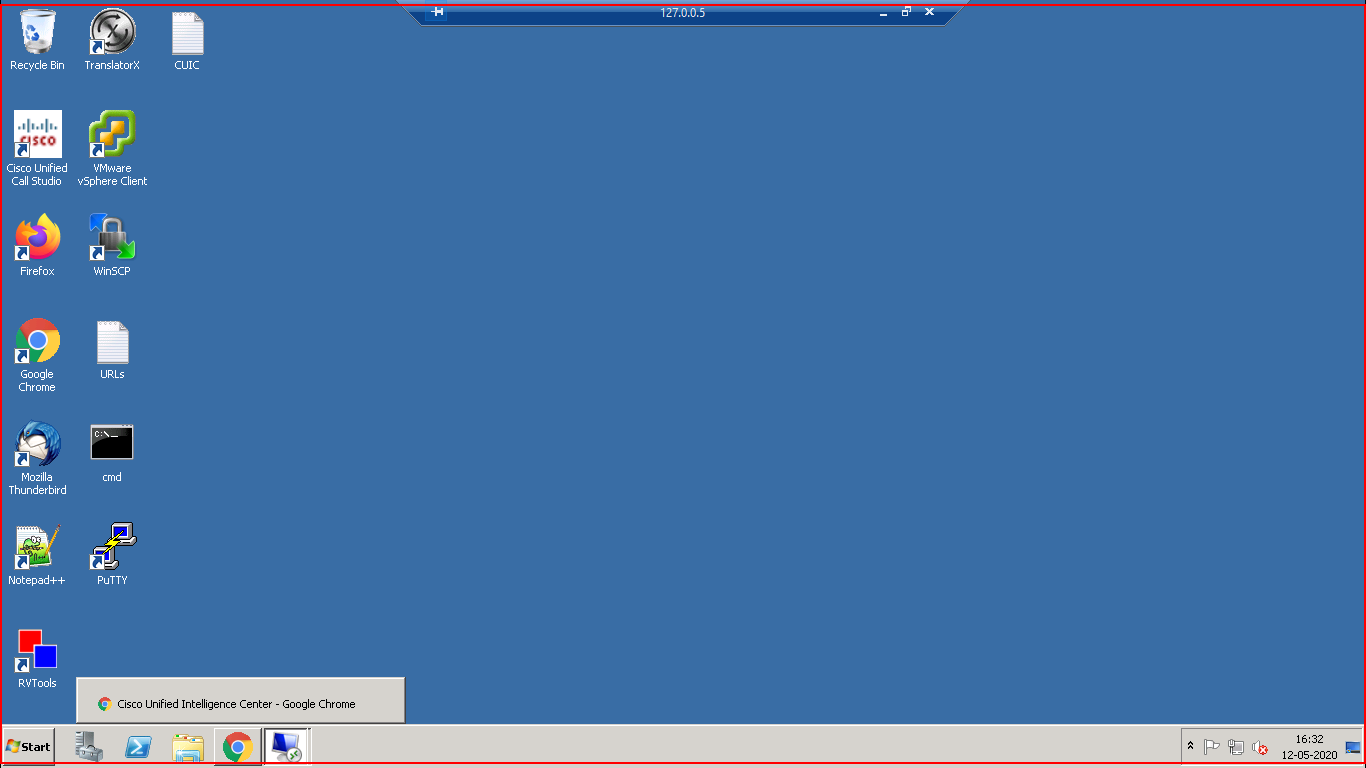 127.0.0.5
Recycle Bin
TranslatorX
CUIC
CISCO
Cisco Unified
Call Studio
VMware
vSphere Client
Firefox
WinSCP
Google
Chrome
URLs
C:\_
Mozilla
Thunderbird
cmd
Notepad++
PuTTY
RVTools
Cisco Unified Intelligence Center - Google Chrome
Start
16:32
12-05-2020